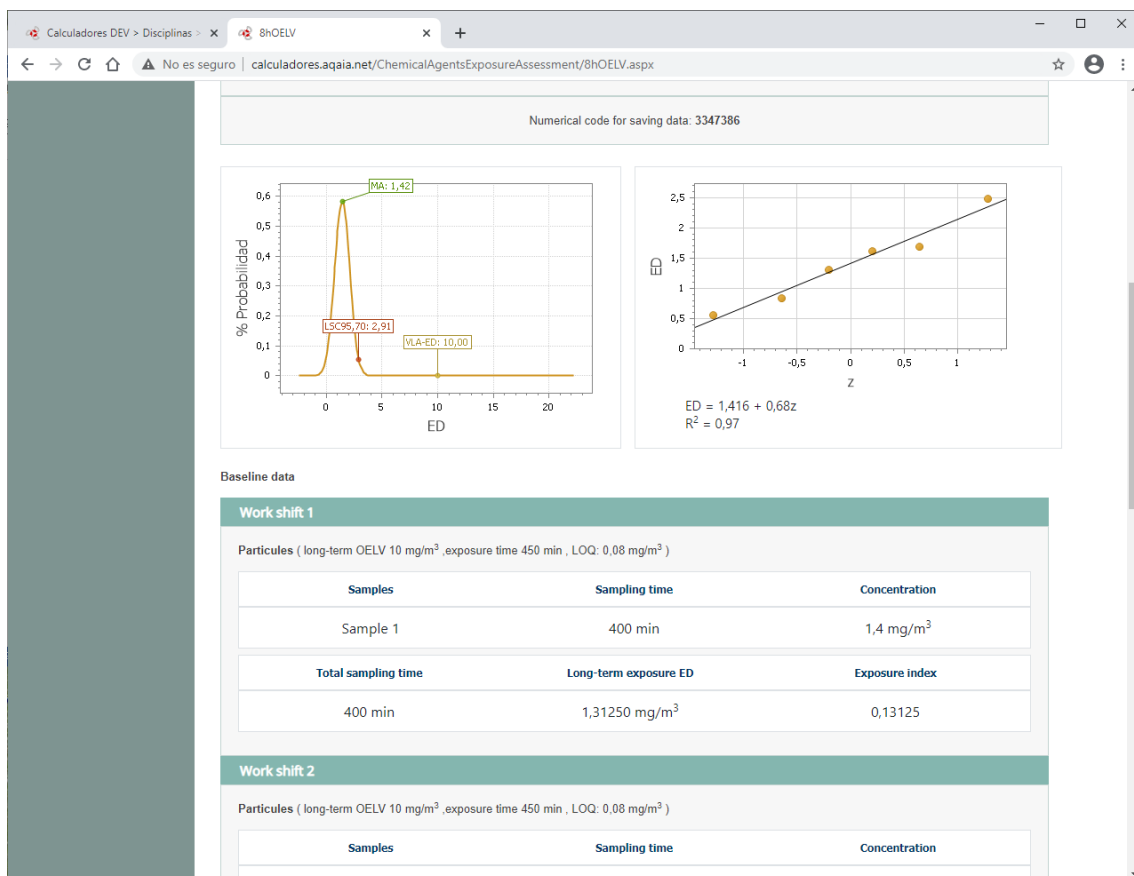 Calculadores DEV > Disciplinas >
8hOELV
No es seguro | calculadores.aqaia.net/ChemicalAgentsExposureAssessment/8hOELV.aspx
Numerical code for saving data: 3347386
MA: 1,42
LSC95,70: 2,91
VLA-ED: 10,00
% Probabilidad
0,6
0,5
0,4
0,3
0,2
0,1
0
0 5 10 15 20
ED
ED
2,5
2
1,5
1
0,5
0
-1 -0,5 0 0,5 1
Z
ED = 1,416 + 0,68z
R² = 0,97
Baseline data
Work shift 1
Particules ( long-term OELV 10 mg/m³ ,exposure time 450 min , LOQ: 0,08 mg/m³ )
Samples Sampling time Concentration
Sample 1 400 min 1,4 mg/m³
Total sampling time Long-term exposure ED Exposure index
400 min 1,31250 mg/m³ 0,13125
Work shift 2
Particules ( long-term OELV 10 mg/m³ ,exposure time 450 min , LOQ: 0,08 mg/m³ )
Samples Sampling time Concentration